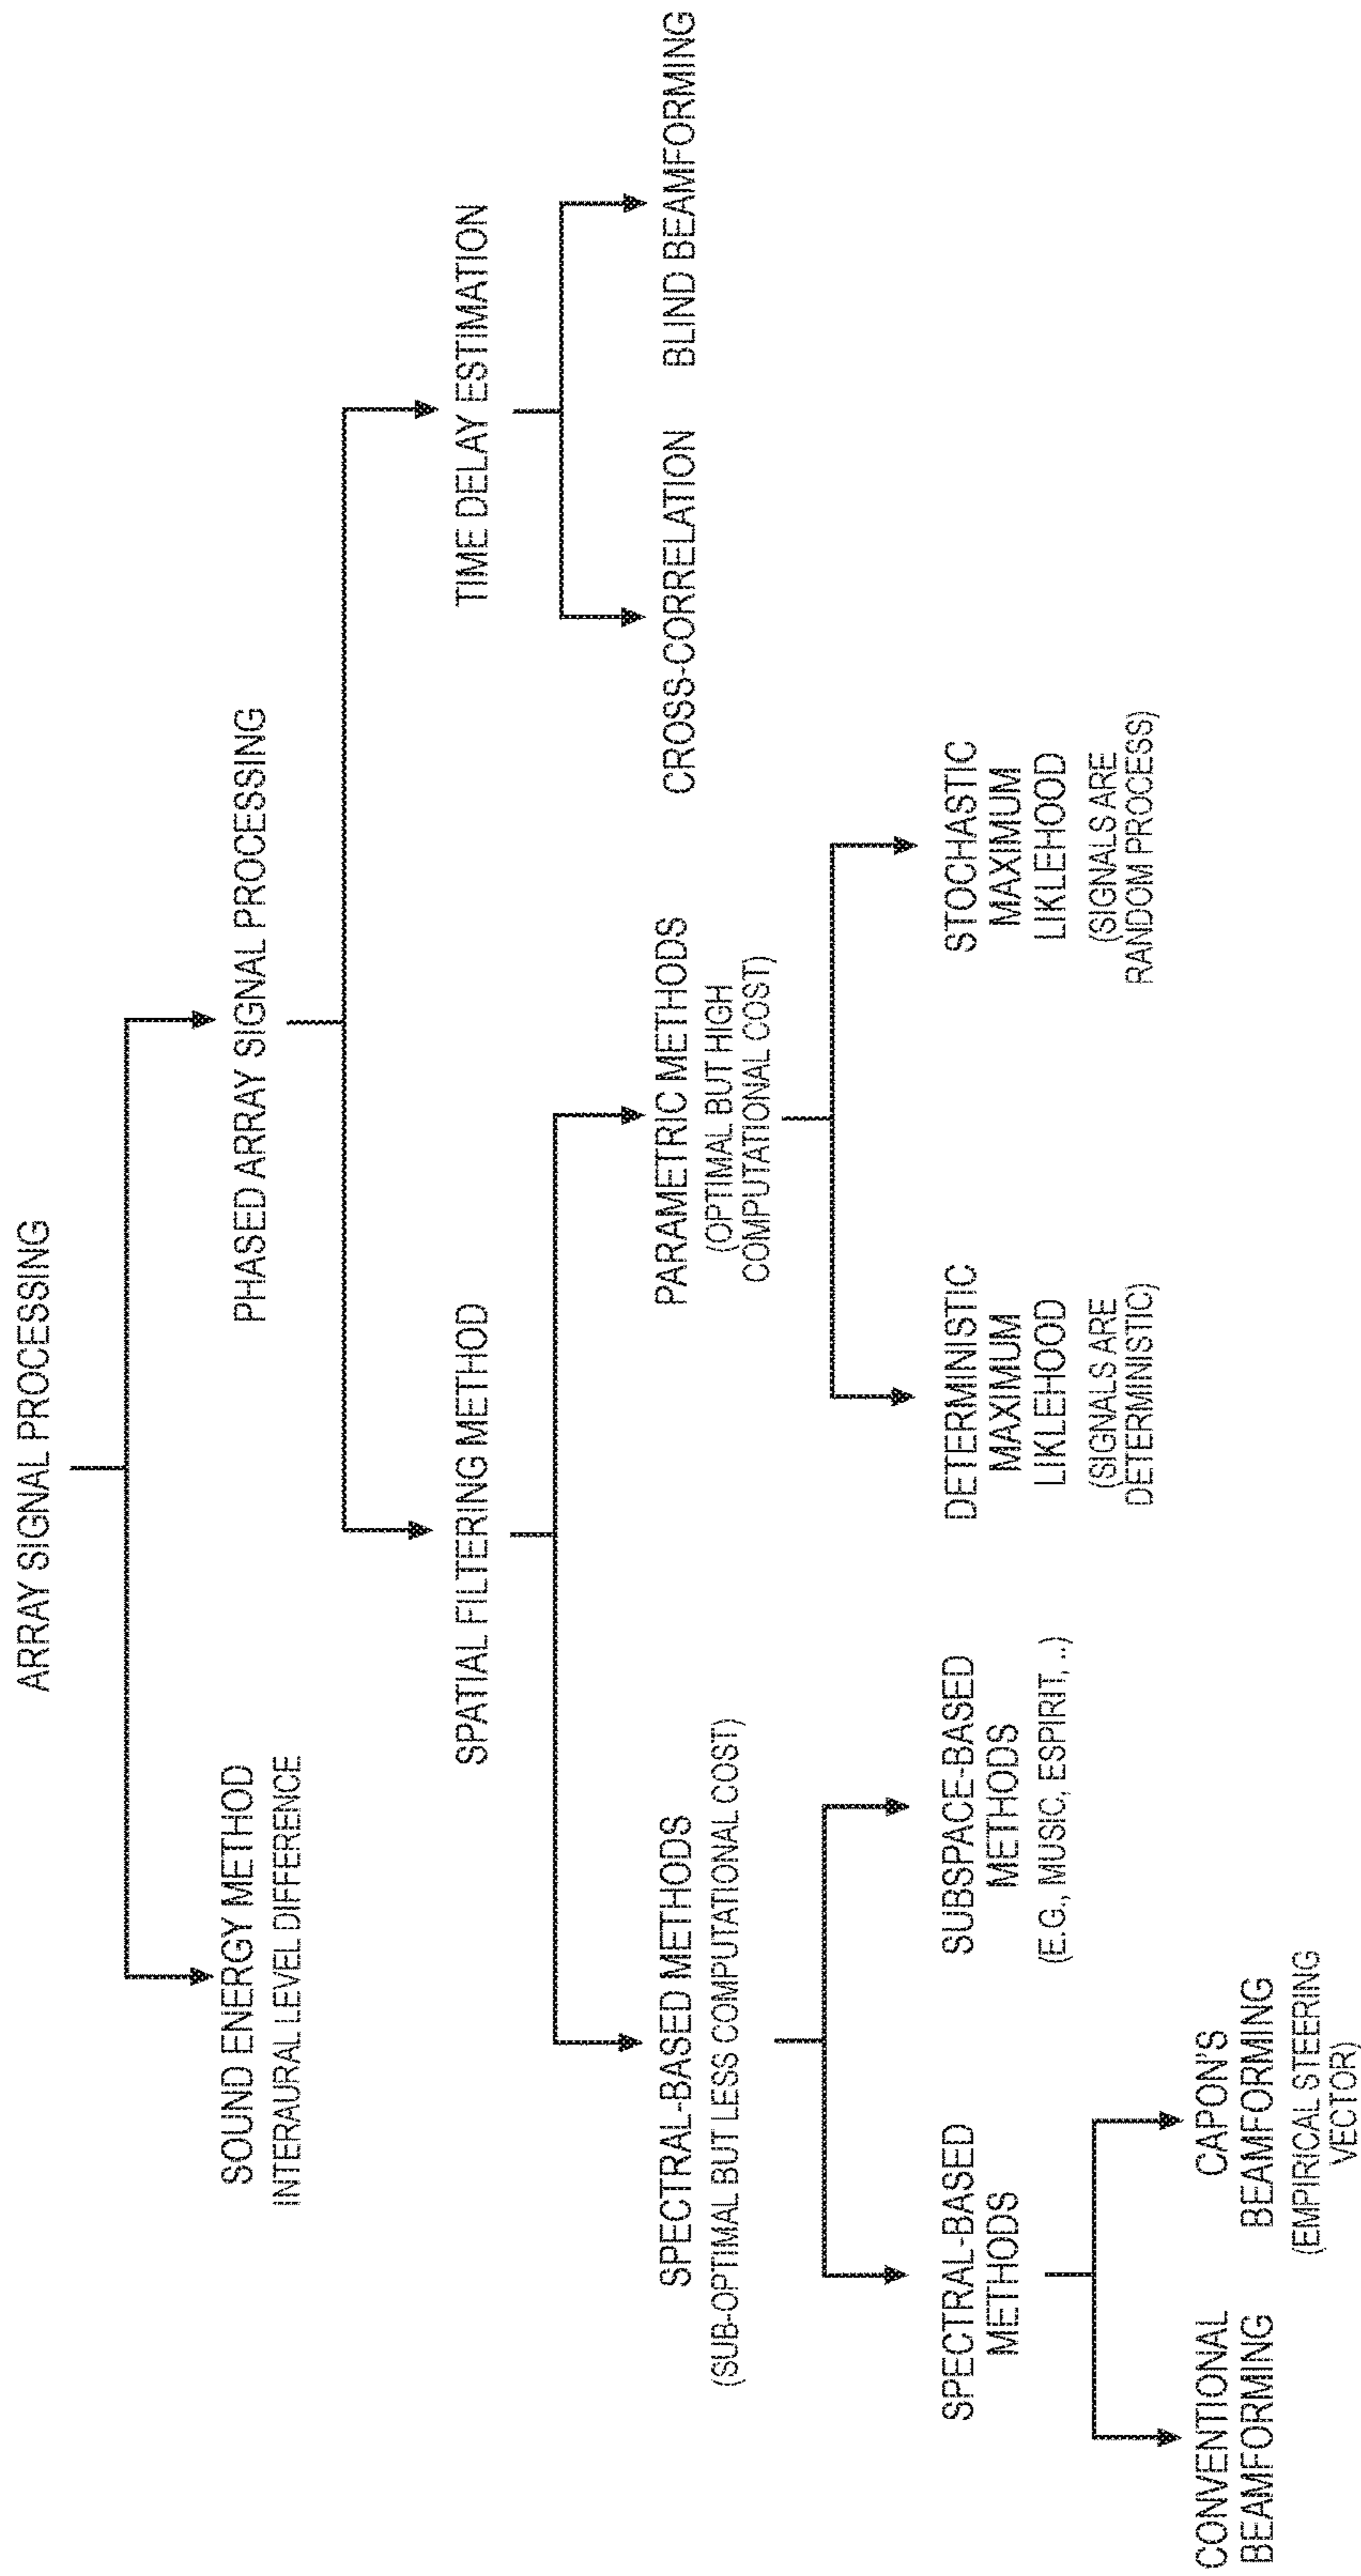 ARRAY SIGNAL PROCESSING
SOUND ENERGY METHOD
INTERAURAL LEVEL DIFFERENCE
PHASED ARRAY SIGNAL PROCESSING
SPATIAL FILTERING METHOD
TIME DELAY ESTIMATION
SPECTRAL-BASED METHODS
(SUB-OPTIMAL BUT LESS COMPUTATIONAL COST)
PARAMETRIC METHODS
(OPTIMAL BUT HIGH
COMPUTATIONAL COST)
CROSS-CORRELATION
BLIND BEAMFORMING
SPECTRAL-BASED
METHODS
SUBSPACE-BASED
METHODS
(E.G., MUSIC, ESPIRIT, ..)
DETERMINISTIC
MAXIMUM
LIKLEHOOD
(SIGNALS ARE
DETERMINISTIC)
STOCHASTIC
MAXIMUM
LIKLEHOOD
(SIGNALS ARE
RANDOM PROCESS)
CONVENTIONAL
BEAMFORMING
CAPON'S
BEAMFORMING
(EMPIRICAL STEERING
VECTOR)